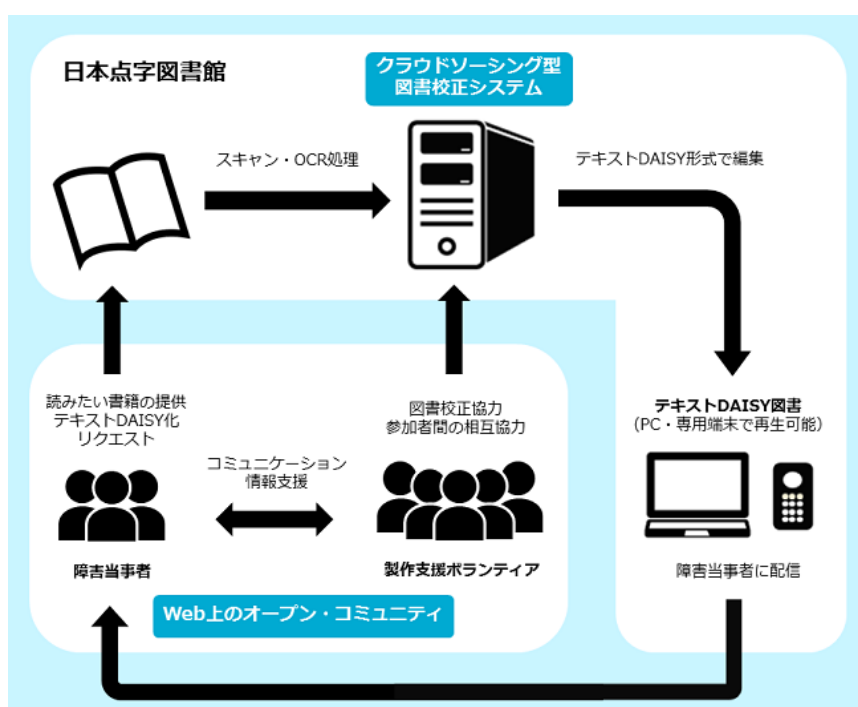 日本点字図書館
クラウドソーシング型
図書校正システム
スキャン・OCR処理
テキストDAISY形式で編集
読みたい書籍の提供
テキストDAISY化
リクエスト
図書校正協力
参加者間の相互協力
テキストDAISY図書
(PC・専用端末で再生可能)
コミュニケーション
情報支援
障害当事者
製作支援ボランティア
障害当事者に配信
Web上のオープン・コミュニティ